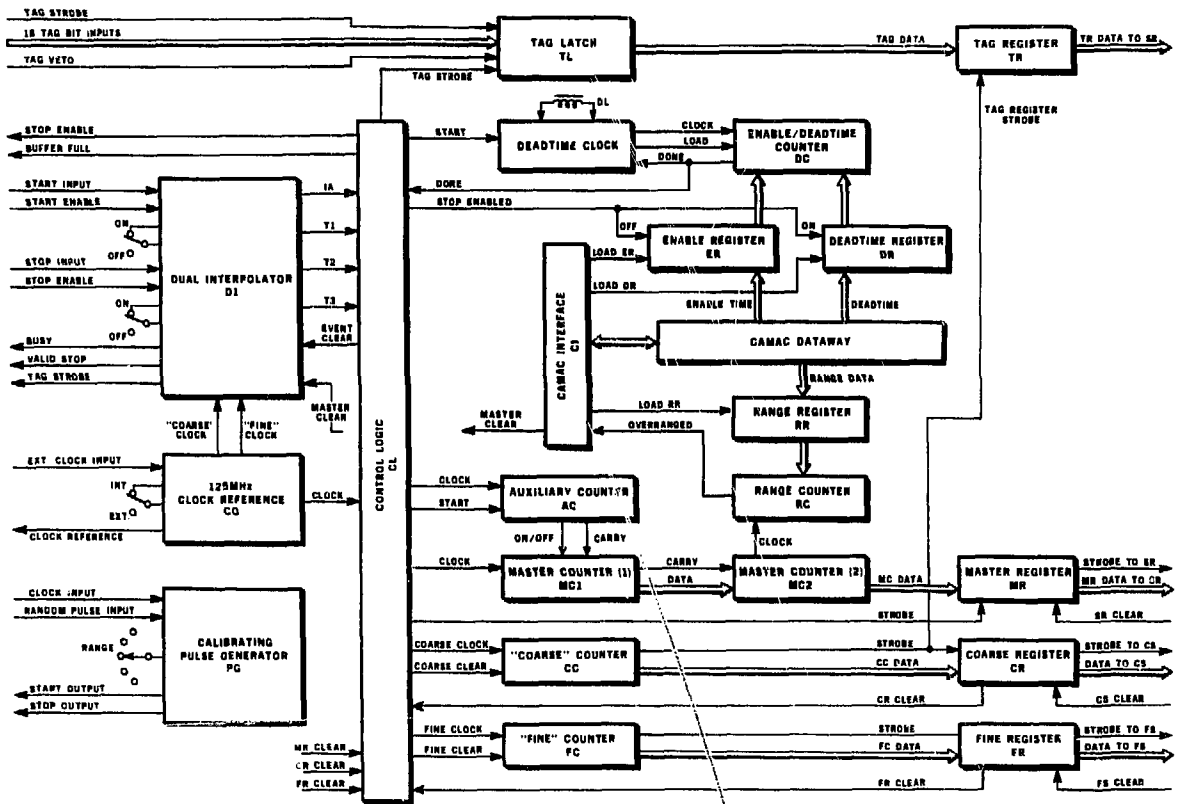 TAG STROBE
18 TAG BIT INPUTS
TAG VETO
TAG LATCH
TL
TAG STROBE
TAG DATA
TAG REGISTER
TR
TR DATA TO SR
TAG REGISTER
STROBE
STOP ENABLE
BUFFER FULL
START
DL
DEADTIME CLOCK
CLOCK
LOAD
DONE
ENABLE/DEADTIME
COUNTER
DC
START INPUT
START ENABLE
ON
OFF
STOP INPUT
STOP ENABLE
ON
OFF
BUSY
VALID STOP
TAG STROBE
DUAL INTERPOLATOR
DI
IA
T1
T2
T3
EVENT
CLEAR
MASTER
CLEAR
"COARSE"
CLOCK
"FINE"
CLOCK
DONE
STOP ENABLED
OFF
ON
ENABLE REGISTER
ER
DEADTIME REGISTER
DR
LOAD ER
LOAD DR
ENABLE TIME
DEADTIME
CAMAC INTERFACE
CI
CAMAC DATAWAY
RANGE DATA
LOAD RR
RANGE REGISTER
RR
MASTER
CLEAR
OVERRANGED
RANGE COUNTER
RC
CLOCK
EXT CLOCK INPUT
INT
EXT.
CLOCK REFERENCE
125MHz
CLOCK REFERENCE
CG
CLOCK
CONTROL LOGIC
CL
CLOCK
START
AUXILIARY COUNTER
AC
ON/OFF
CARRY
CLOCK
MASTER COUNTER (1)
MC1
CARRY
DATA
MASTER COUNTER (2)
MC2
MC DATA
MASTER REGISTER
MR
STROBE TO SR
MR DATA TO CR
STROBE
SR CLEAR
CLOCK INPUT
RANDOM PULSE INPUT
RANGE
START OUTPUT
STOP OUTPUT
CALIBRATING
PULSE GENERATOR
PG
COARSE CLOCK
COARSE CLEAR
"COARSE" COUNTER
CC
STROBE
CC DATA
COARSE REGISTER
CR
STROBE TO CS
DATA TO CS
CR CLEAR
CS CLEAR
FINE CLOCK
FINE CLEAR
"FINE" COUNTER
FC
STROBE
FC DATA
FINE REGISTER
FR
STROBE TO FS
DATA TO FS
MR CLEAR
CR CLEAR
FR CLEAR
FR CLEAR
FS CLEAR